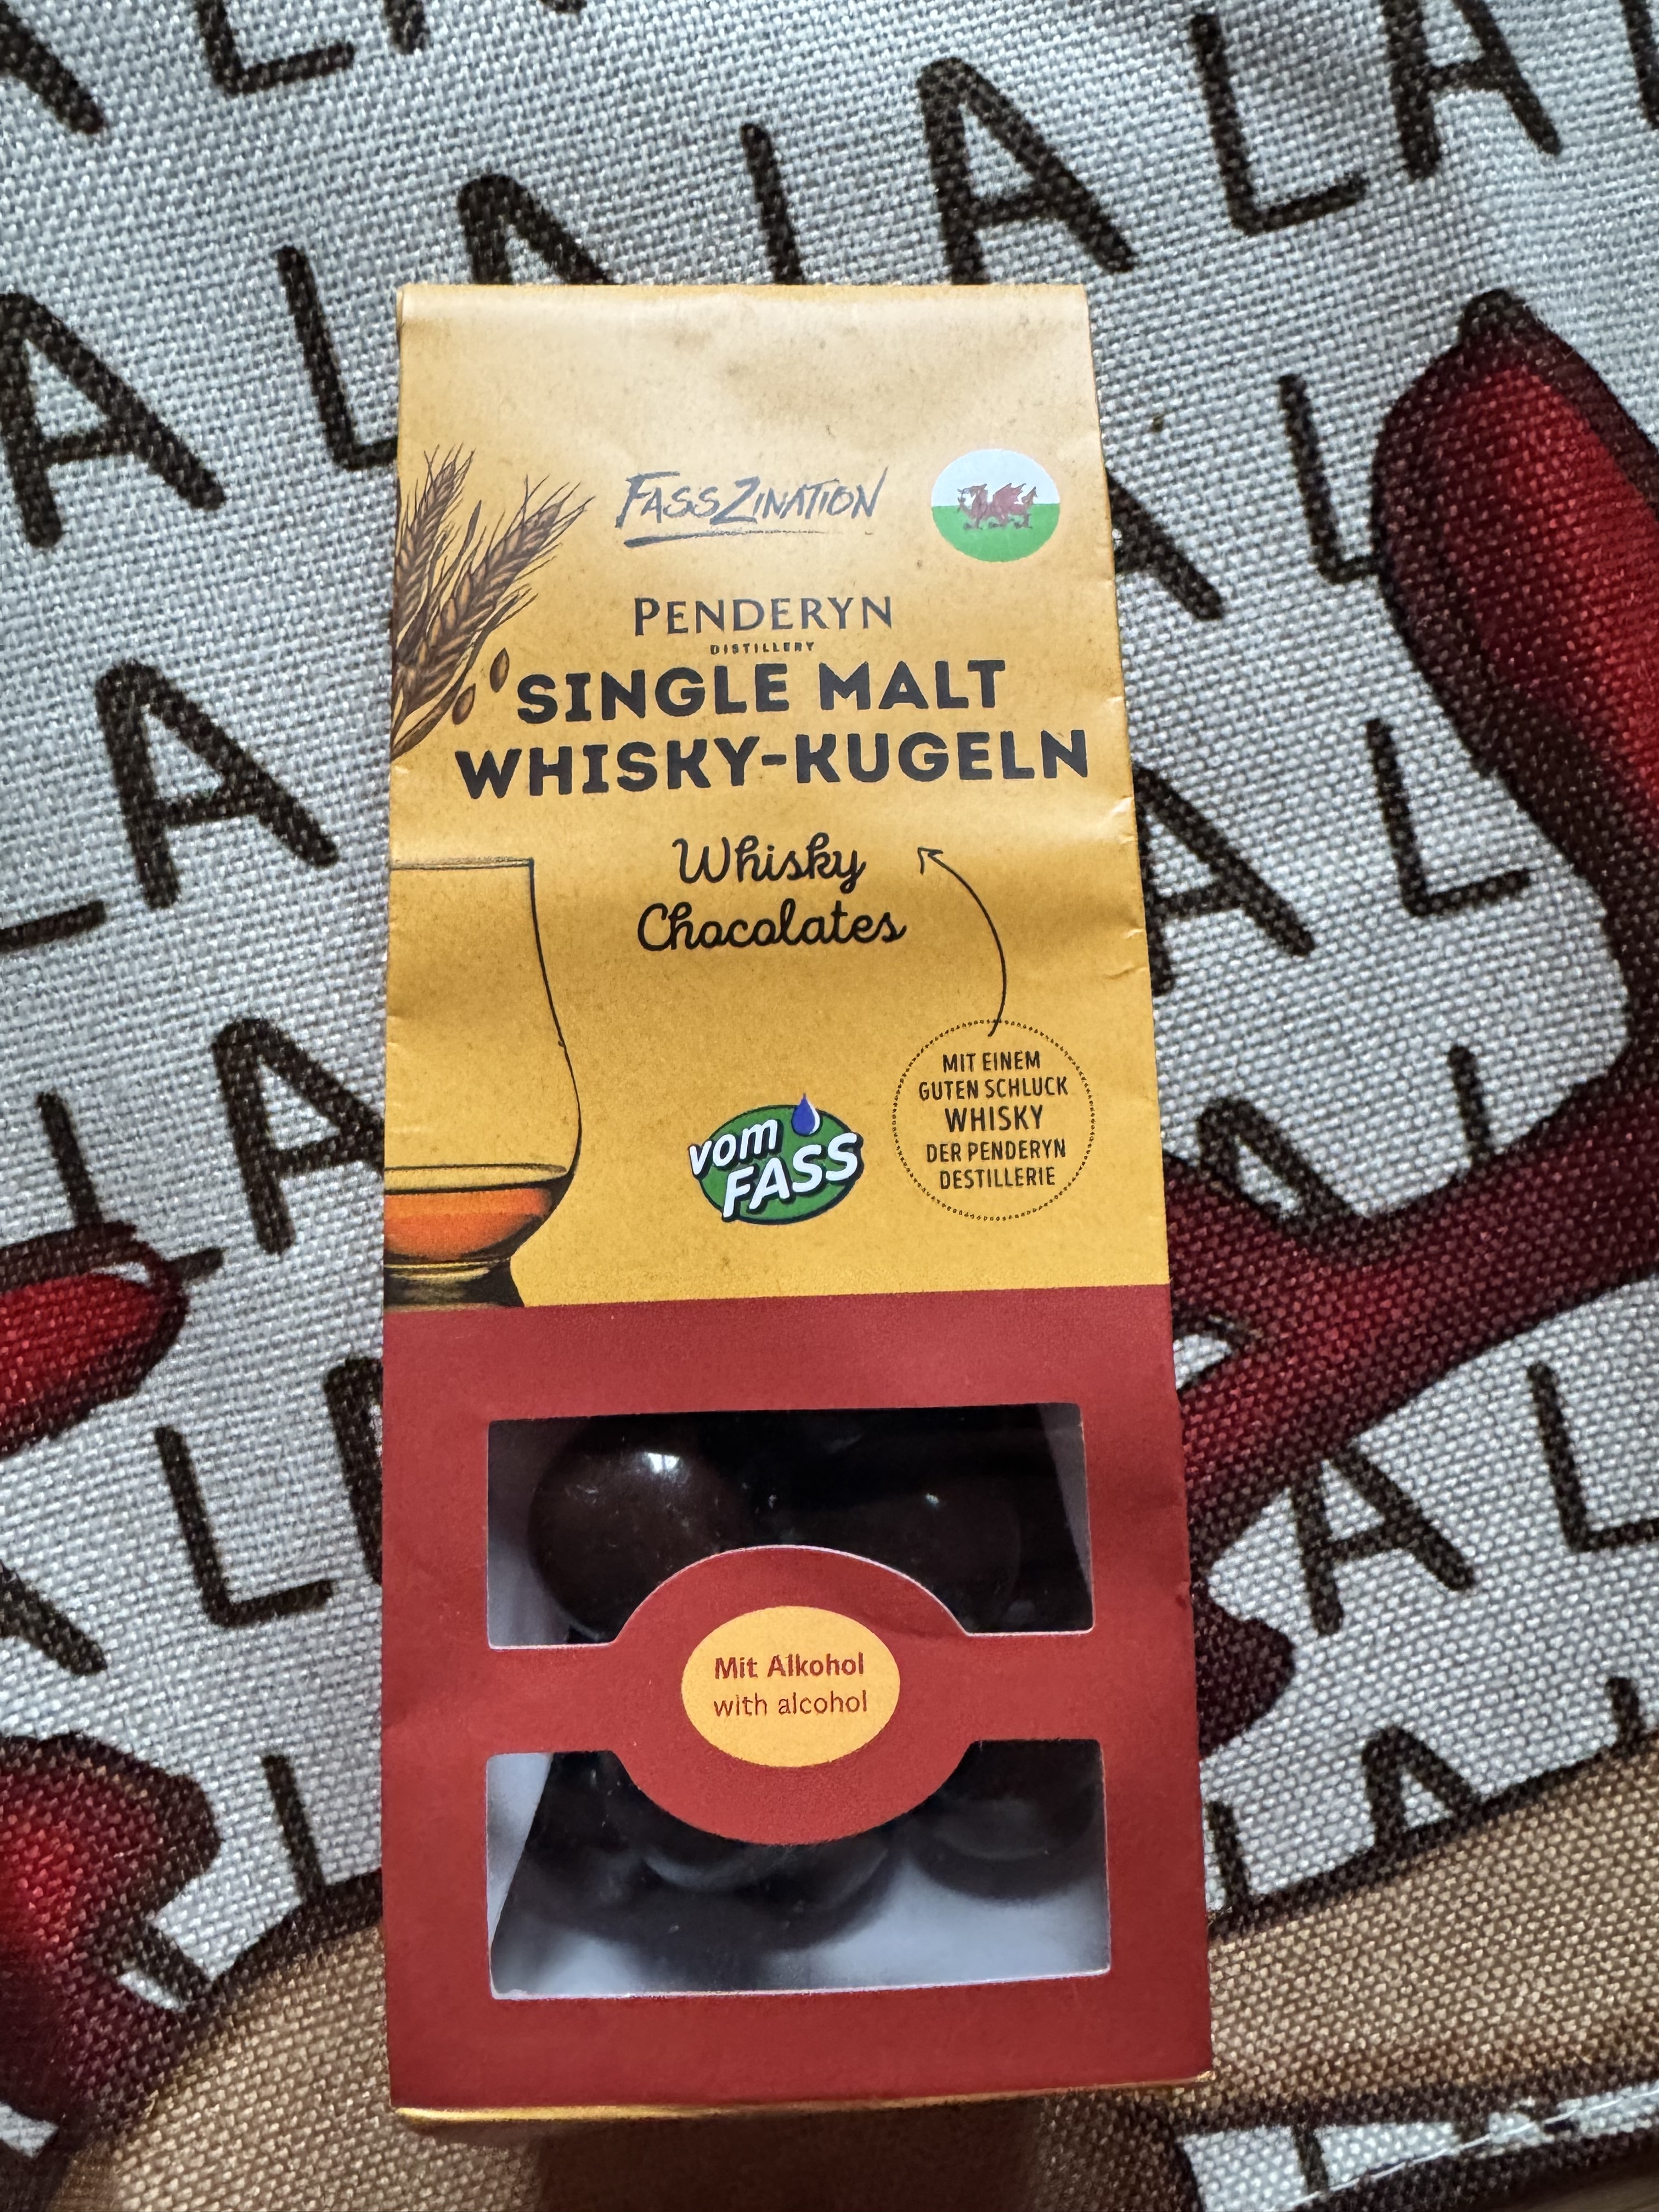 FASSZINATION
PENDERYN
DISTILLERY
SINGLE MALT
WHISKY-KUGELN
Whisky
Chocolates
MIT EINEM
GUTEN SCHLUCK
WHISKY
DER PENDERYN
DESTILLERIE
vom
FASS
Mit Alkohol
with alcohol
LALALALA